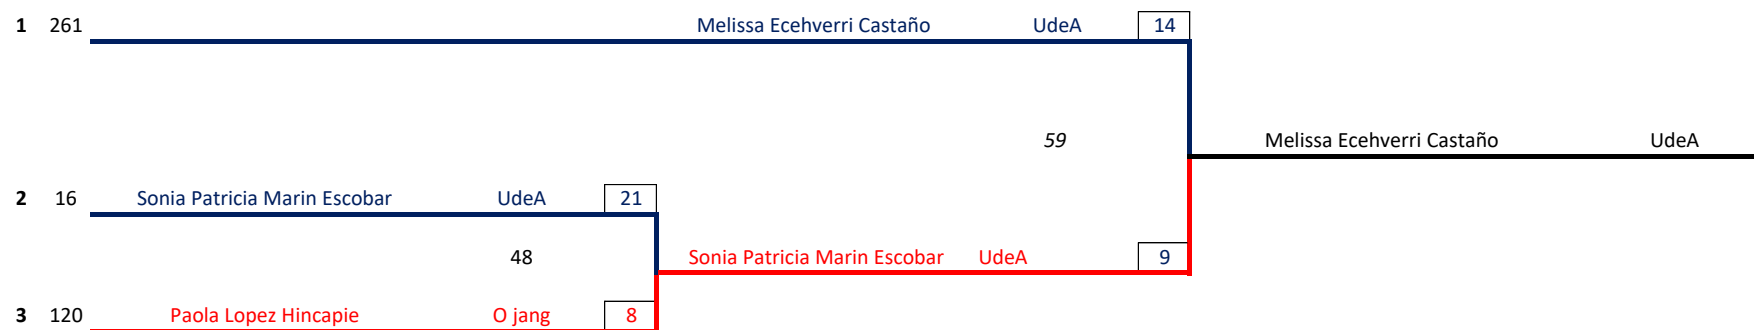 1 261 Melissa Ecehverri Castaño UdeA 14
59 Melissa Ecehverri Castaño UdeA
2 16 Sonia Patricia Marin Escobar UdeA 21
48 Sonia Patricia Marin Escobar UdeA 9
3 120 Paola Lopez Hincapie O jang 8